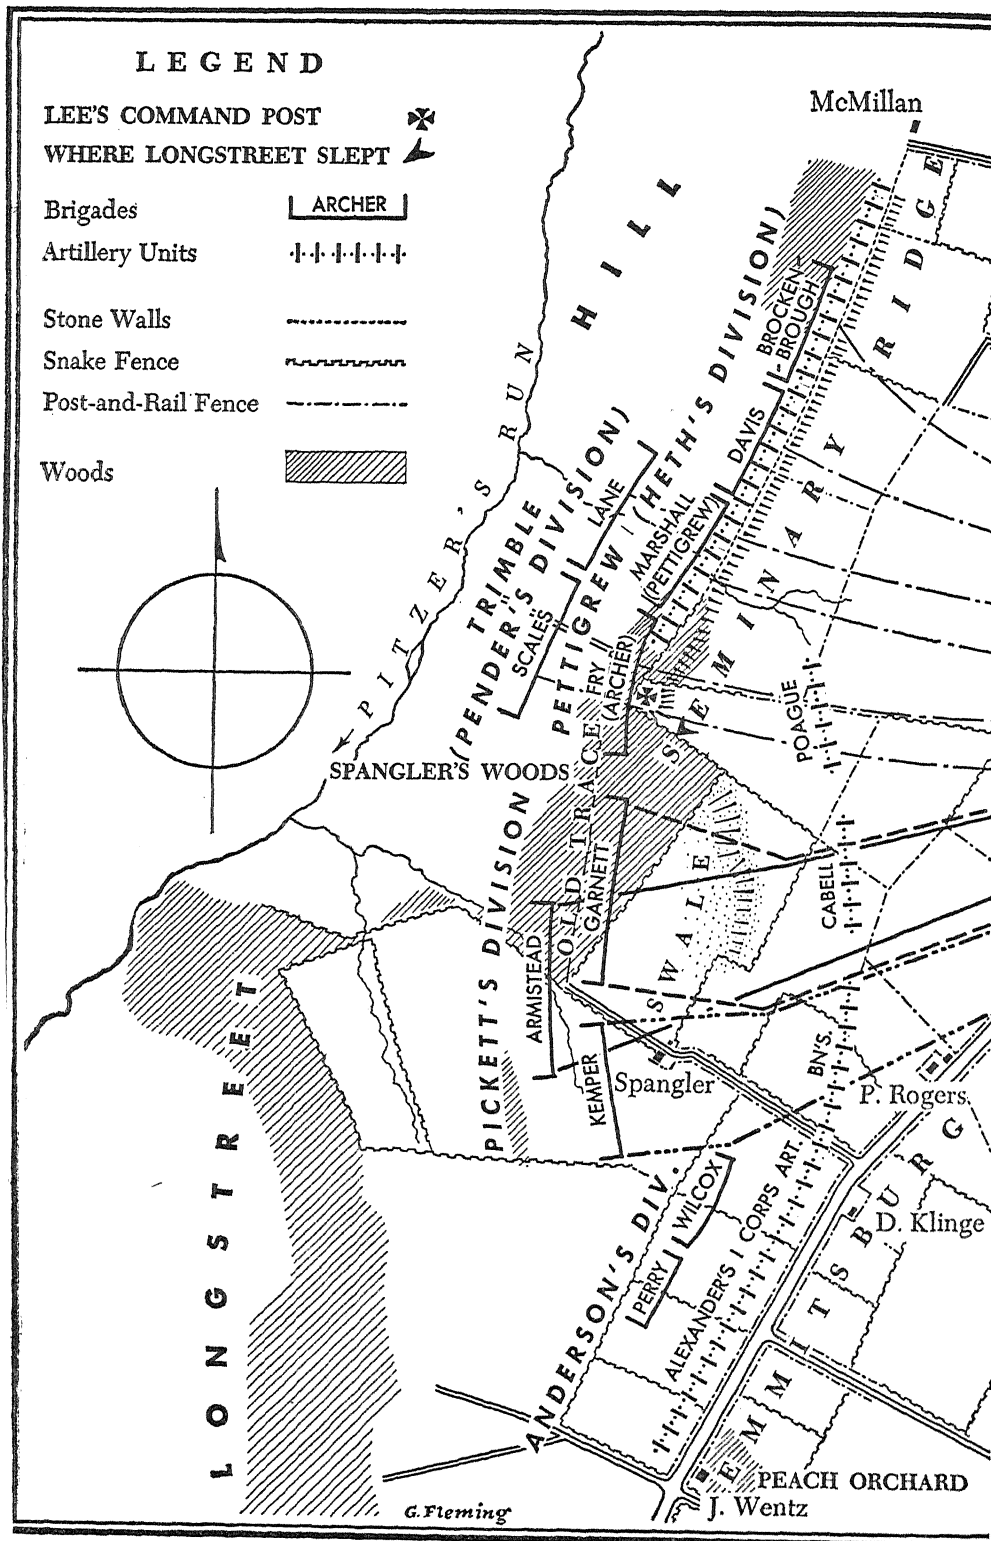 LEGEND
LEE'S COMMAND POST
WHERE LONGSTREET SLEPT
Brigades
ARCHER
Artillery Units
Stone Walls
Snake Fence
Post-and-Rail Fence
Woods
McMillan
HILL
SEMINARY RIDGE
PITZER'S RUN
TRIMBLE
(PENDER'S DIVISION)
LANE
SCALES
PETTIGREW (HETH'S DIVISION)
BROCKEN-
BROUGH
DAVIS
MARSHALL
(PETTIGREW)
FRY
(ARCHER)
POAGUE
SPANGLER'S WOODS
OLD TRACE
PICKETT'S DIVISION
GARNETT
ARMISTEAD
KEMPER
SWALE
CABELL
Spangler
BN'S.
P. Rogers
LONGSTREET
ANDERSON'S DIV.
WILCOX
PERRY
ALEXANDER'S I CORPS ART.
D. Klinge
EMMITSBURG
PEACH ORCHARD
J. Wentz
G. Fleming